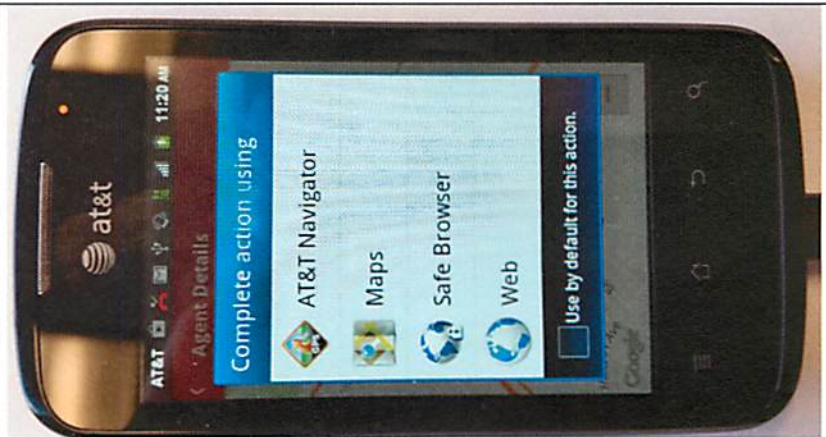 at&t
AT&T 11:20 AM
Agent Details
Complete action using
AT&T Navigator
GPS
Maps
Safe Browser
Web
Use by default for this action.
Google